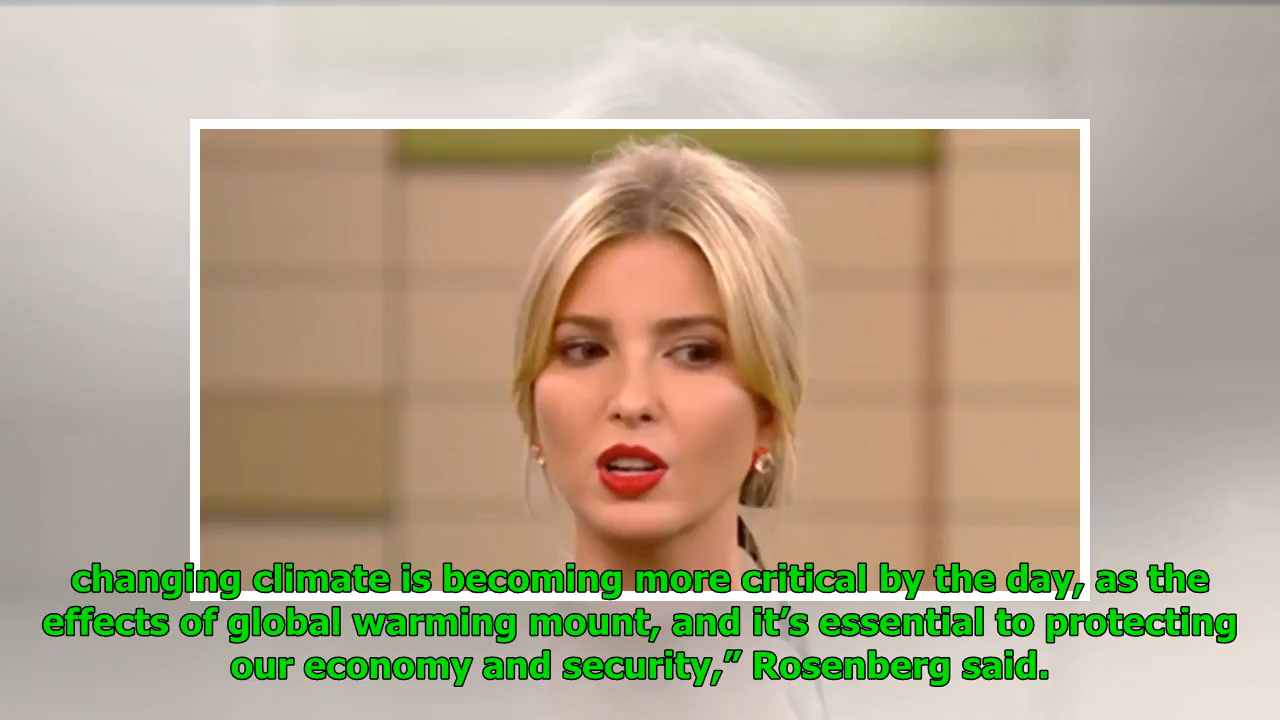 changing climate is becoming more critical by the day, as the
effects of global warming mount, and it’s essential to protecting
our economy and security,” Rosenberg said.